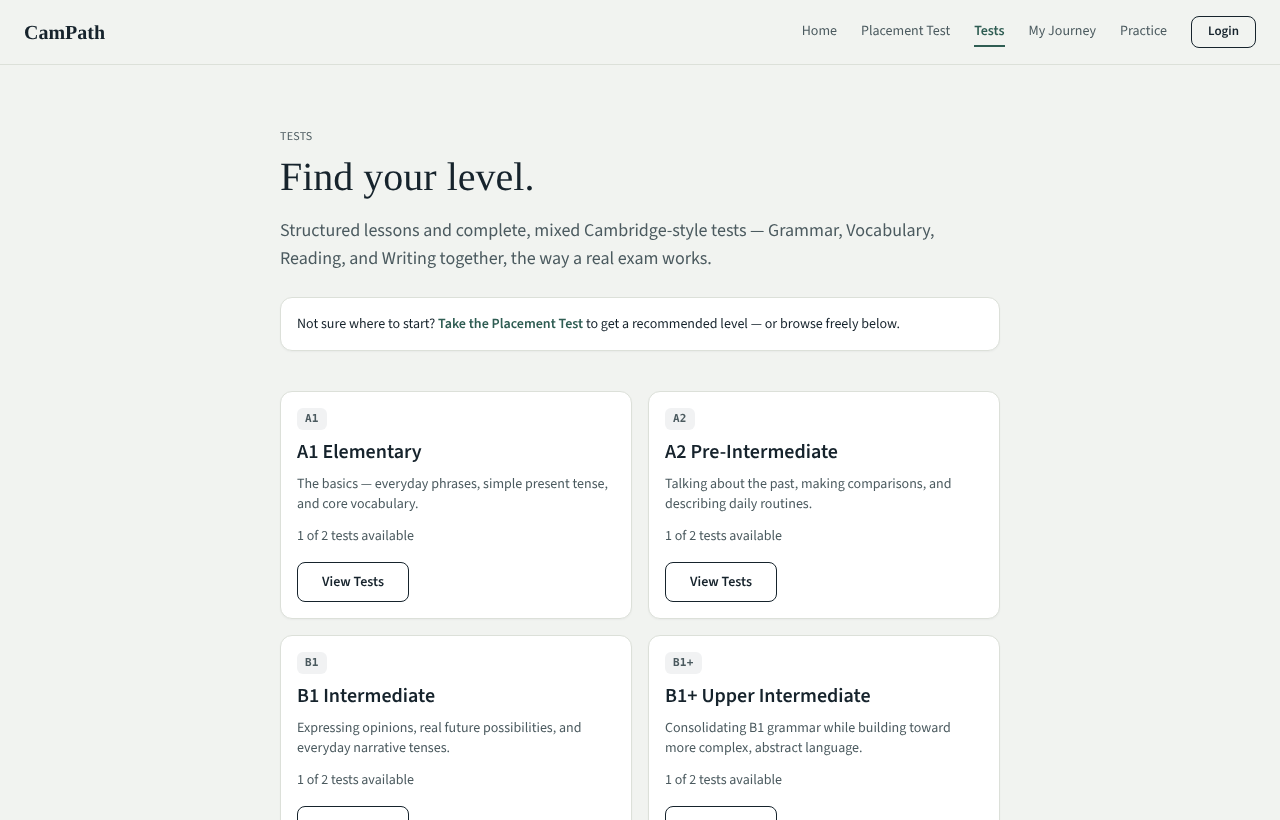 CamPath
Home
Placement Test
Tests
My Journey
Practice
Login
TESTS
Find your level.
Structured lessons and complete, mixed Cambridge-style tests — Grammar, Vocabulary,
Reading, and Writing together, the way a real exam works.
Not sure where to start? Take the Placement Test to get a recommended level — or browse freely below.
A1
A1 Elementary
The basics — everyday phrases, simple present tense,
and core vocabulary.
1 of 2 tests available
View Tests
A2
A2 Pre-Intermediate
Talking about the past, making comparisons, and
describing daily routines.
1 of 2 tests available
View Tests
B1
B1 Intermediate
Expressing opinions, real future possibilities, and
everyday narrative tenses.
1 of 2 tests available
B1+
B1+ Upper Intermediate
Consolidating B1 grammar while building toward
more complex, abstract language.
1 of 2 tests available